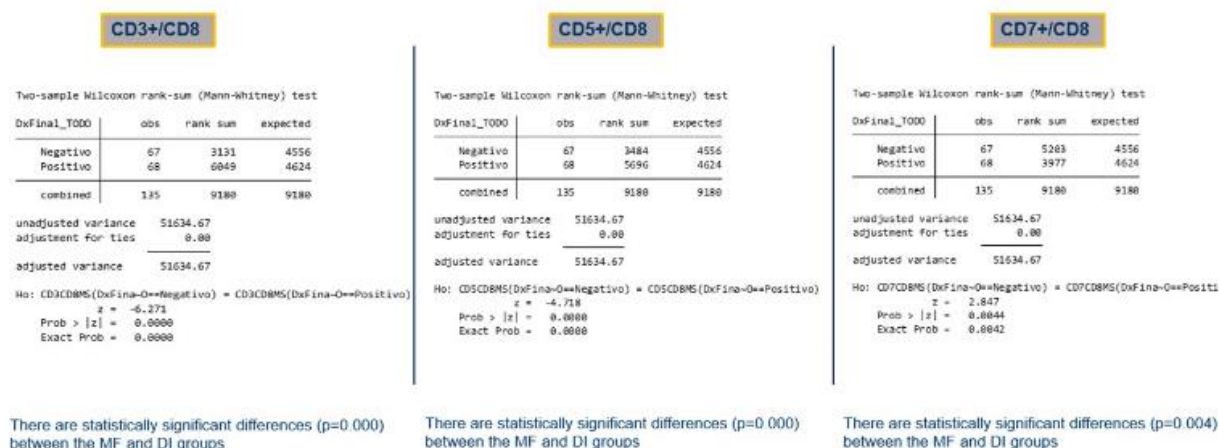 CD3+/CD8
Two-sample Wilcoxon rank-sum (Mann-Whitney) test
DxFinal_TODO obs rank sum expected
Negativo 67 3131 4556
Positivo 68 6049 4624
combined 135 9180 9180
unadjusted variance 51634.67
adjustment for ties 0.00
adjusted variance 51634.67
Ho: CD3CD8MS(DxFina~O==Negativo) = CD3CD8MS(DxFina~O==Positivo)
z = -6.271
Prob > |z| = 0.0000
Exact Prob = 0.0000
There are statistically significant differences (p=0.000)
between the MF and DI groups
CD5+/CD8
Two-sample Wilcoxon rank-sum (Mann-Whitney) test
DxFinal_TODO obs rank sum expected
Negativo 67 3484 4556
Positivo 68 5696 4624
combined 135 9180 9180
unadjusted variance 51634.67
adjustment for ties 0.00
adjusted variance 51634.67
Ho: CD5CD8MS(DxFina~O==Negativo) = CD5CD8MS(DxFina~O==Positivo)
z = -4.718
Prob > |z| = 0.0000
Exact Prob = 0.0000
There are statistically significant differences (p=0.000)
between the MF and DI groups
CD7+/CD8
Two-sample Wilcoxon rank-sum (Mann-Whitney) test
DxFinal_TODO obs rank sum expected
Negativo 67 5203 4556
Positivo 68 3977 4624
combined 135 9180 9180
unadjusted variance 51634.67
adjustment for ties 0.00
adjusted variance 51634.67
Ho: CD7CD8MS(DxFina~O==Negativo) = CD7CD8MS(DxFina~O==Positi
z = 2.847
Prob > |z| = 0.0044
Exact Prob = 0.0042
There are statistically significant differences (p=0.004)
between the MF and DI groups